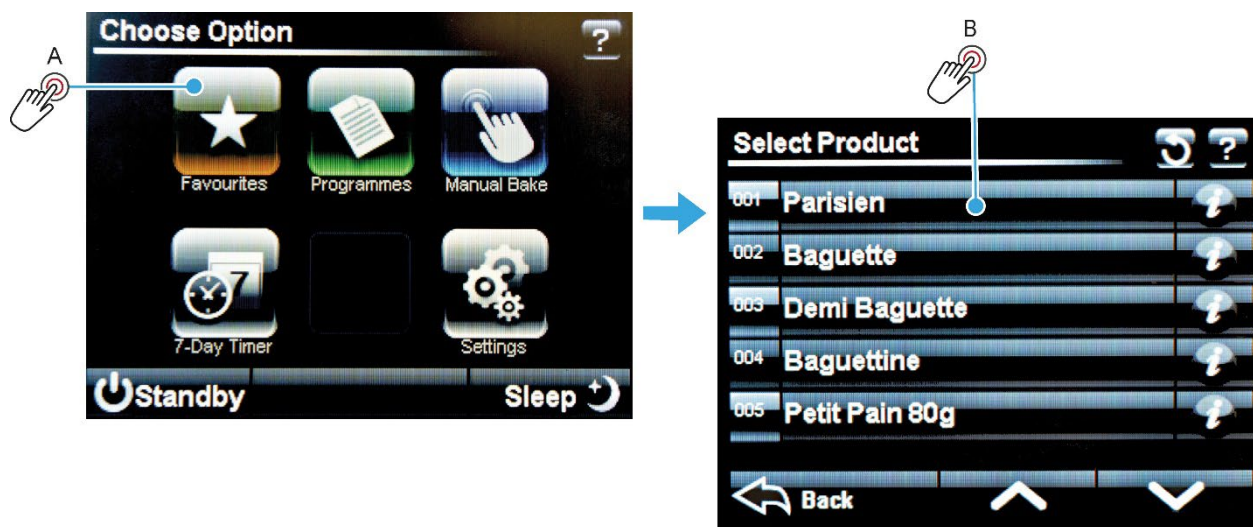 A
Choose Option
?
Favourites
Programmes
Manual Bake
7
7-Day Timer
Settings
Standby
Sleep
B
Select Product
?
001 Parisien i
002 Baguette i
003 Demi Baguette i
004 Baguettine i
005 Petit Pain 80g i
Back